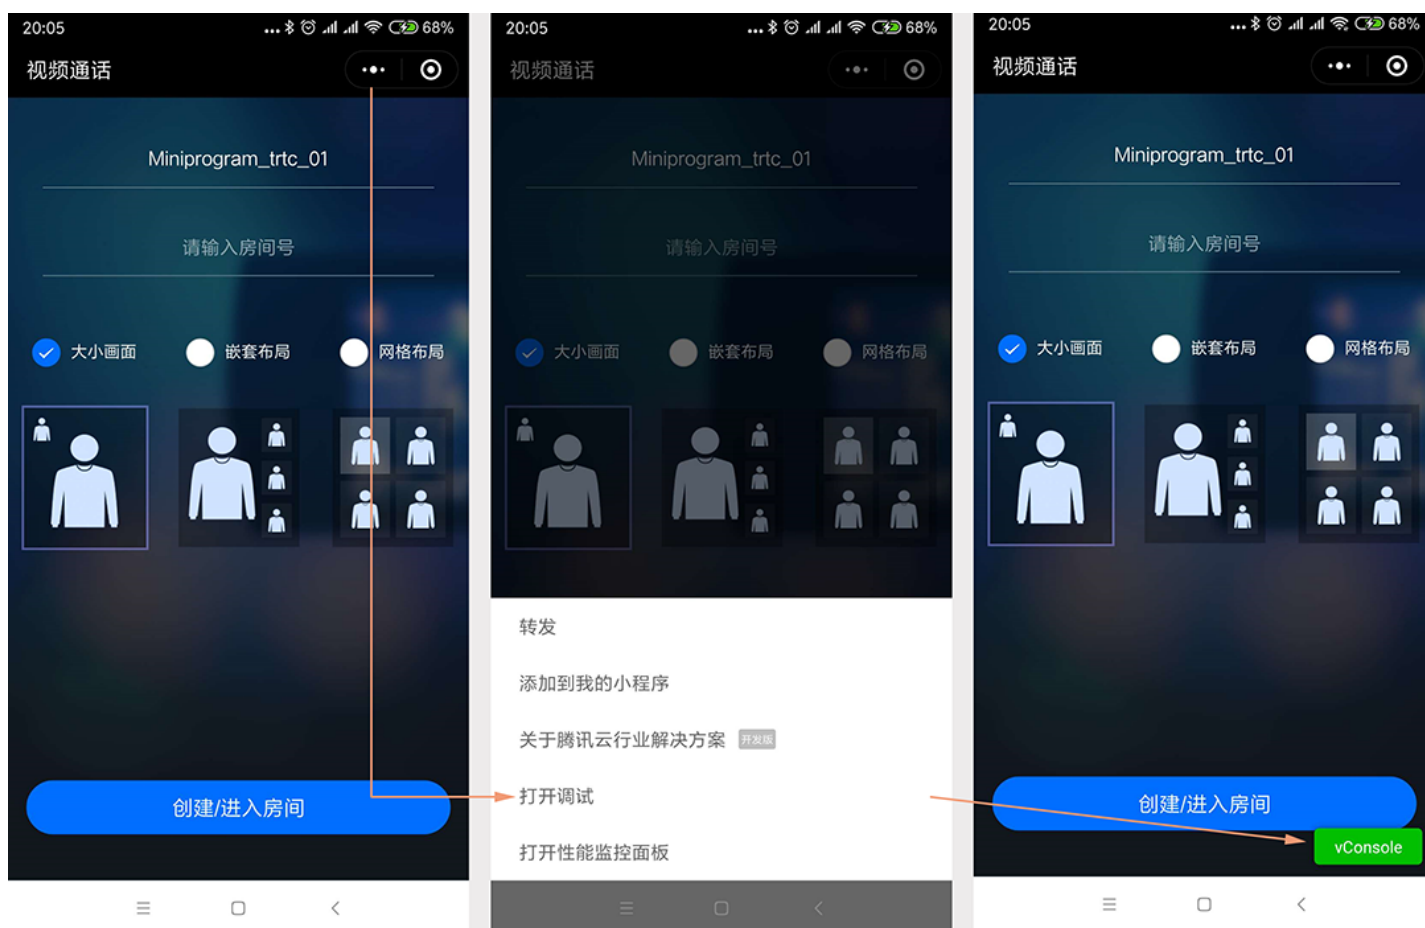 20:05
... 68%
视频通话
Miniprogram_trtc_01
请输入房间号
大小画面 嵌套布局 网格布局
创建/进入房间
20:05
... 68%
视频通话
Miniprogram_trtc_01
请输入房间号
大小画面 嵌套布局 网格布局
转发
添加到我的小程序
关于腾讯云行业解决方案 开发版
打开调试
打开性能监控面板
20:05
... 68%
视频通话
Miniprogram_trtc_01
请输入房间号
大小画面 嵌套布局 网格布局
创建/进入房间
vConsole